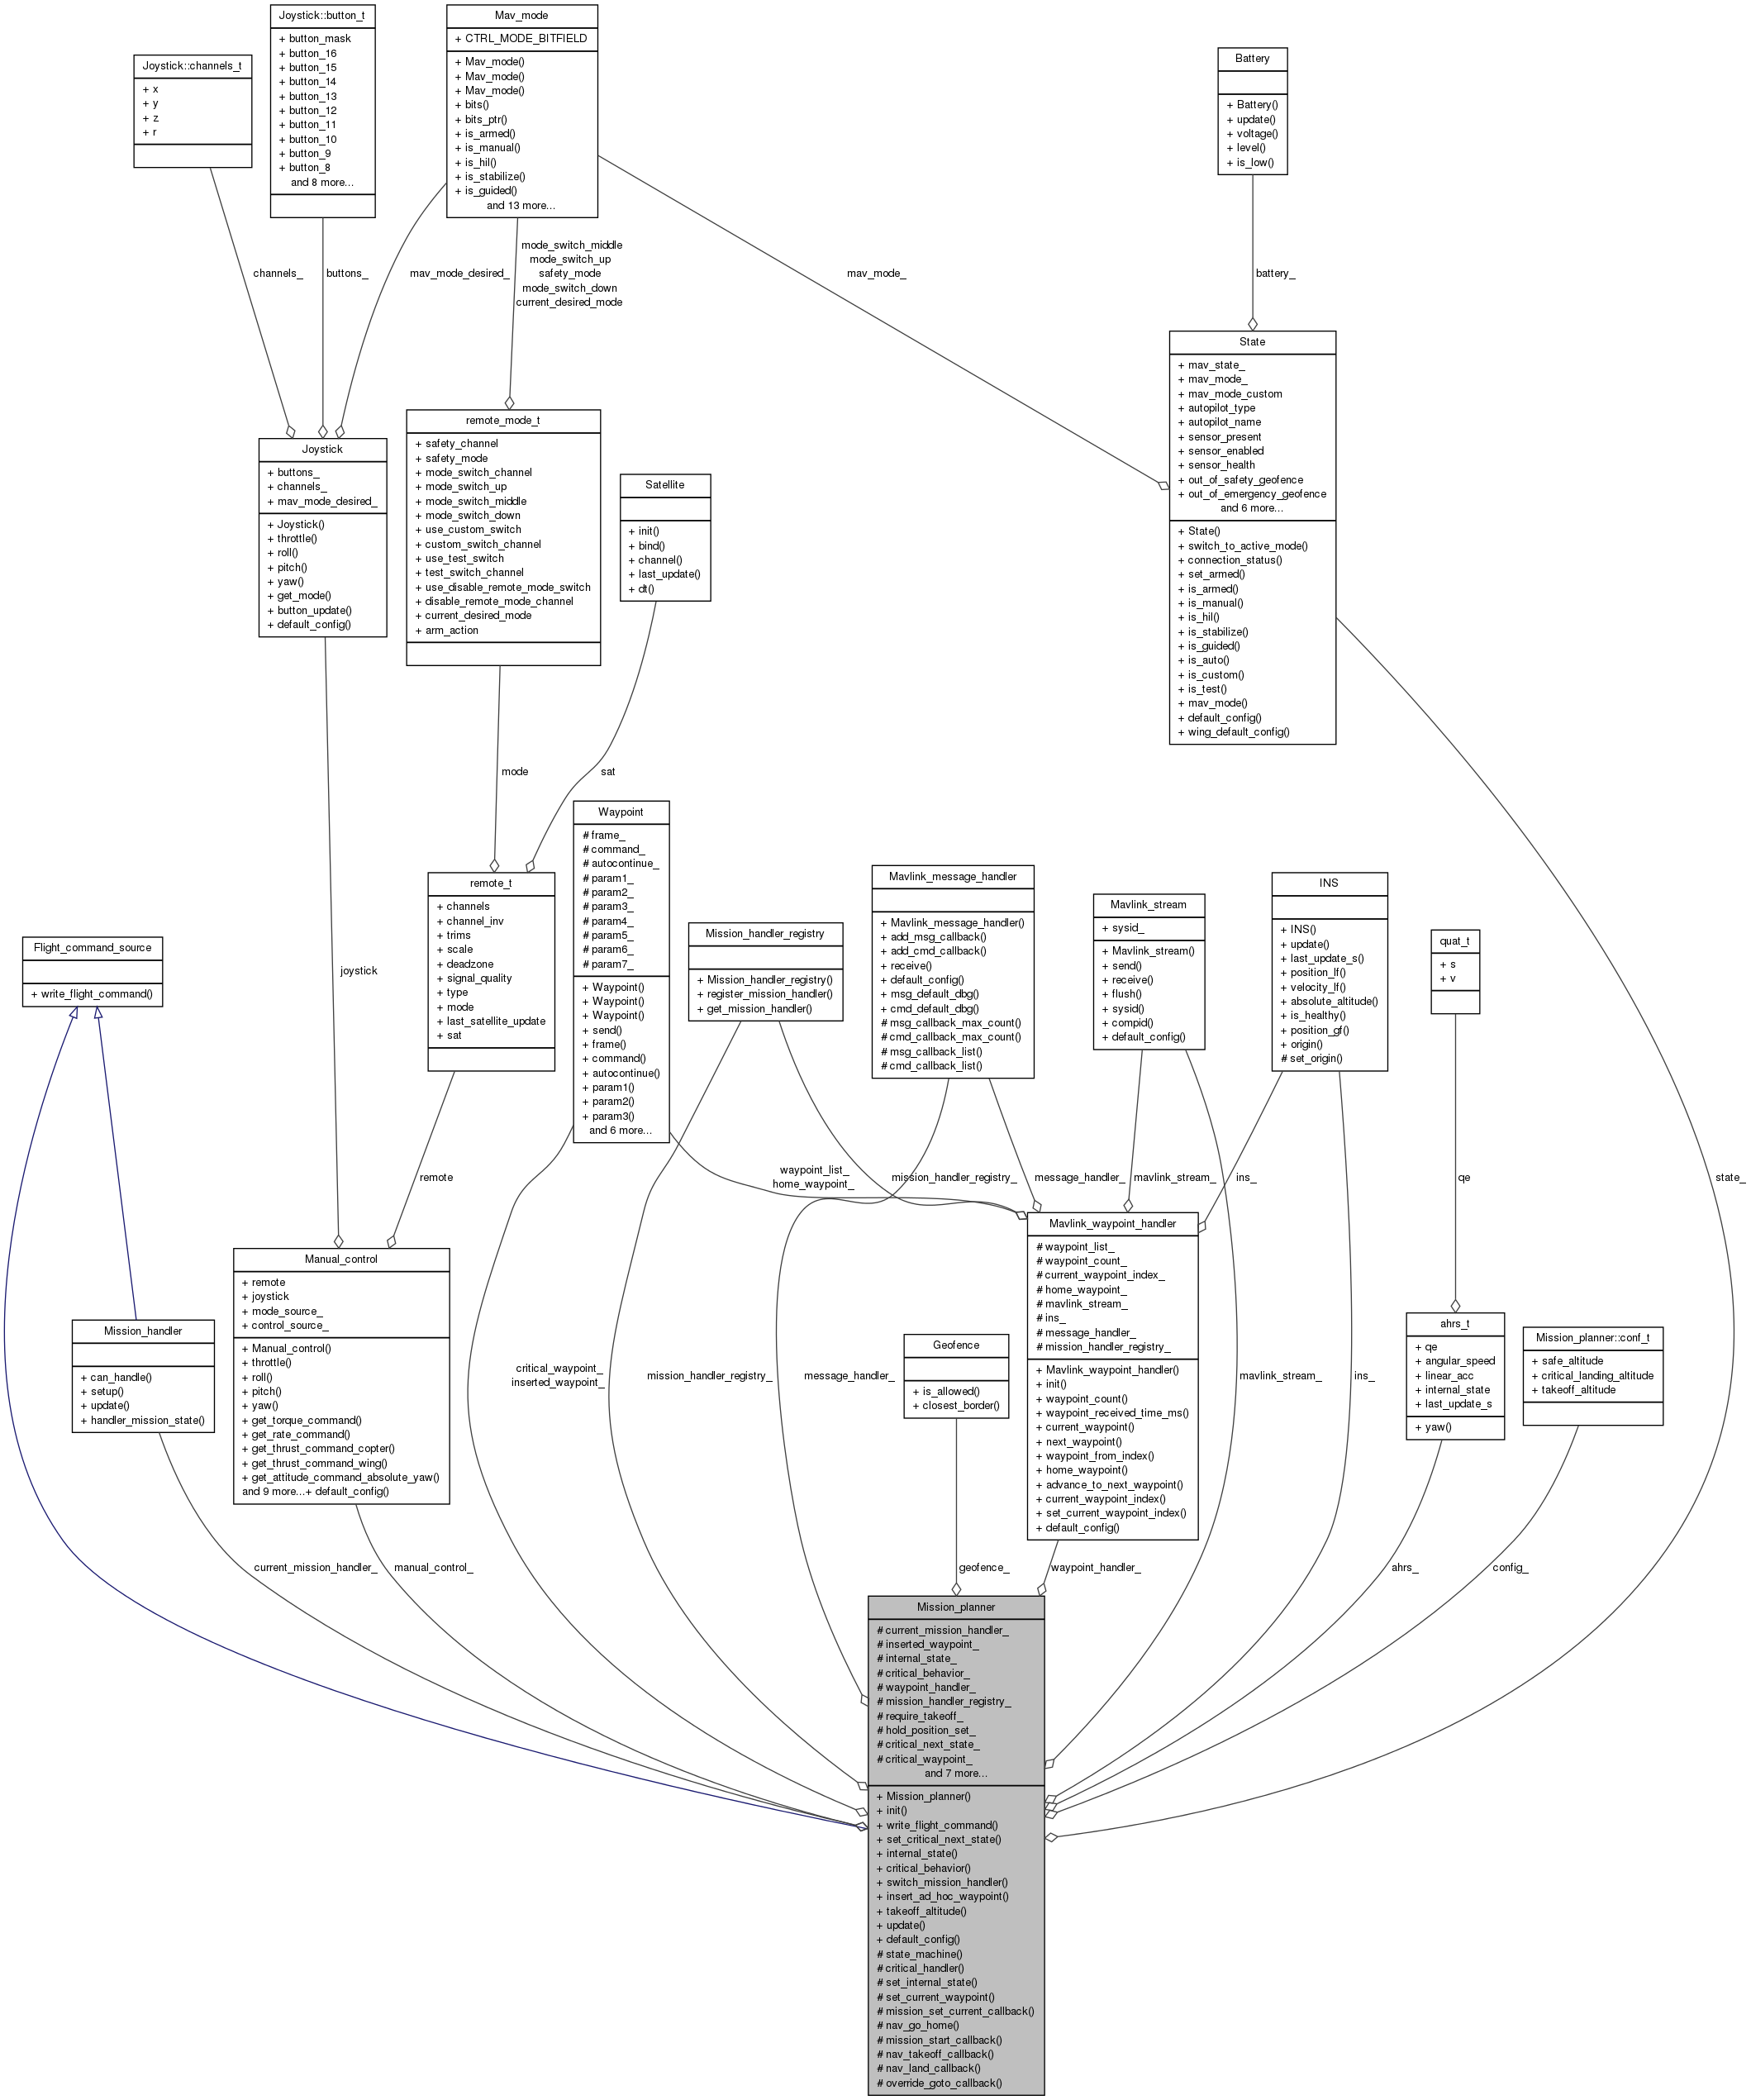 Joystick::button_t
+ button_mask
+ button_16
+ button_15
+ button_14
+ button_13
+ button_12
+ button_11
+ button_10
+ button_9
+ button_8
and 8 more...
Mav_mode
+ CTRL_MODE_BITFIELD
+ Mav_mode()
+ Mav_mode()
+ Mav_mode()
+ bits()
+ bits_ptr()
+ is_armed()
+ is_manual()
+ is_hil()
+ is_stabilize()
+ is_guided()
and 13 more...
Joystick::channels_t
+ x
+ y
+ z
+ r
Battery
+ Battery()
+ update()
+ voltage()
+ level()
+ is_low()
channels_
buttons_
mav_mode_desired_
mode_switch_middle
mode_switch_up
safety_mode
mode_switch_down
current_desired_mode
mav_mode_
battery_
State
+ mav_state_
+ mav_mode_
+ mav_mode_custom
+ autopilot_type
+ autopilot_name
+ sensor_present
+ sensor_enabled
+ sensor_health
+ out_of_safety_geofence
+ out_of_emergency_geofence
and 6 more...
+ State()
+ switch_to_active_mode()
+ connection_status()
+ set_armed()
+ is_armed()
+ is_manual()
+ is_hil()
+ is_stabilize()
+ is_guided()
+ is_auto()
+ is_custom()
+ is_test()
+ mav_mode()
+ default_config()
+ wing_default_config()
remote_mode_t
+ safety_channel
+ safety_mode
+ mode_switch_channel
+ mode_switch_up
+ mode_switch_middle
+ mode_switch_down
+ use_custom_switch
+ custom_switch_channel
+ use_test_switch
+ test_switch_channel
+ use_disable_remote_mode_switch
+ disable_remote_mode_channel
+ current_desired_mode
+ arm_action
Joystick
+ buttons_
+ channels_
+ mav_mode_desired_
+ Joystick()
+ throttle()
+ roll()
+ pitch()
+ yaw()
+ get_mode()
+ button_update()
+ default_config()
Satellite
+ init()
+ bind()
+ channel()
+ last_update()
+ dt()
mode
sat
Waypoint
# frame_
# command_
# autocontinue_
# param1_
# param2_
# param3_
# param4_
# param5_
# param6_
# param7_
+ Waypoint()
+ Waypoint()
+ Waypoint()
+ send()
+ frame()
+ command()
+ autocontinue()
+ param1()
+ param2()
+ param3()
and 6 more...
remote_t
+ channels
+ channel_inv
+ trims
+ scale
+ deadzone
+ signal_quality
+ type
+ mode
+ last_satellite_update
+ sat
Mavlink_message_handler
+ Mavlink_message_handler()
+ add_msg_callback()
+ add_cmd_callback()
+ receive()
+ default_config()
+ msg_default_dbg()
+ cmd_default_dbg()
# msg_callback_max_count()
# cmd_callback_max_count()
# msg_callback_list()
# cmd_callback_list()
Mavlink_stream
+ sysid_
+ Mavlink_stream()
+ send()
+ receive()
+ flush()
+ sysid()
+ compid()
+ default_config()
INS
+ INS()
+ update()
+ last_update_s()
+ position_lf()
+ velocity_lf()
+ absolute_altitude()
+ is_healthy()
+ position_gf()
+ origin()
# set_origin()
Mission_handler_registry
+ Mission_handler_registry()
+ register_mission_handler()
+ get_mission_handler()
Flight_command_source
+ write_flight_command()
quat_t
+ s
+ v
joystick
remote
waypoint_list_
home_waypoint_
mission_handler_registry_
message_handler_
mavlink_stream_
ins_
qe
state_
Mavlink_waypoint_handler
# waypoint_list_
# waypoint_count_
# current_waypoint_index_
# home_waypoint_
# mavlink_stream_
# ins_
# message_handler_
# mission_handler_registry_
+ Mavlink_waypoint_handler()
+ init()
+ waypoint_count()
+ waypoint_received_time_ms()
+ current_waypoint()
+ next_waypoint()
+ waypoint_from_index()
+ home_waypoint()
+ advance_to_next_waypoint()
+ current_waypoint_index()
+ set_current_waypoint_index()
+ default_config()
Manual_control
+ remote
+ joystick
+ mode_source_
+ control_source_
+ Manual_control()
+ throttle()
+ roll()
+ pitch()
+ yaw()
+ get_torque_command()
+ get_rate_command()
+ get_thrust_command_copter()
+ get_thrust_command_wing()
+ get_attitude_command_absolute_yaw()
and 9 more...+ default_config()
Mission_handler
+ can_handle()
+ setup()
+ update()
+ handler_mission_state()
Geofence
+ is_allowed()
+ closest_border()
ahrs_t
+ qe
+ angular_speed
+ linear_acc
+ internal_state
+ last_update_s
+ yaw()
Mission_planner::conf_t
+ safe_altitude
+ critical_landing_altitude
+ takeoff_altitude
critical_waypoint_
inserted_waypoint_
mission_handler_registry_
message_handler_
mavlink_stream_
ins_
current_mission_handler_
manual_control_
geofence_
waypoint_handler_
ahrs_
config_
Mission_planner
# current_mission_handler_
# inserted_waypoint_
# internal_state_
# critical_behavior_
# waypoint_handler_
# mission_handler_registry_
# require_takeoff_
# hold_position_set_
# critical_next_state_
# critical_waypoint_
and 7 more...
+ Mission_planner()
+ init()
+ write_flight_command()
+ set_critical_next_state()
+ internal_state()
+ critical_behavior()
+ switch_mission_handler()
+ insert_ad_hoc_waypoint()
+ takeoff_altitude()
+ update()
+ default_config()
# state_machine()
# critical_handler()
# set_internal_state()
# set_current_waypoint()
# mission_set_current_callback()
# nav_go_home()
# mission_start_callback()
# nav_takeoff_callback()
# nav_land_callback()
# override_goto_callback()